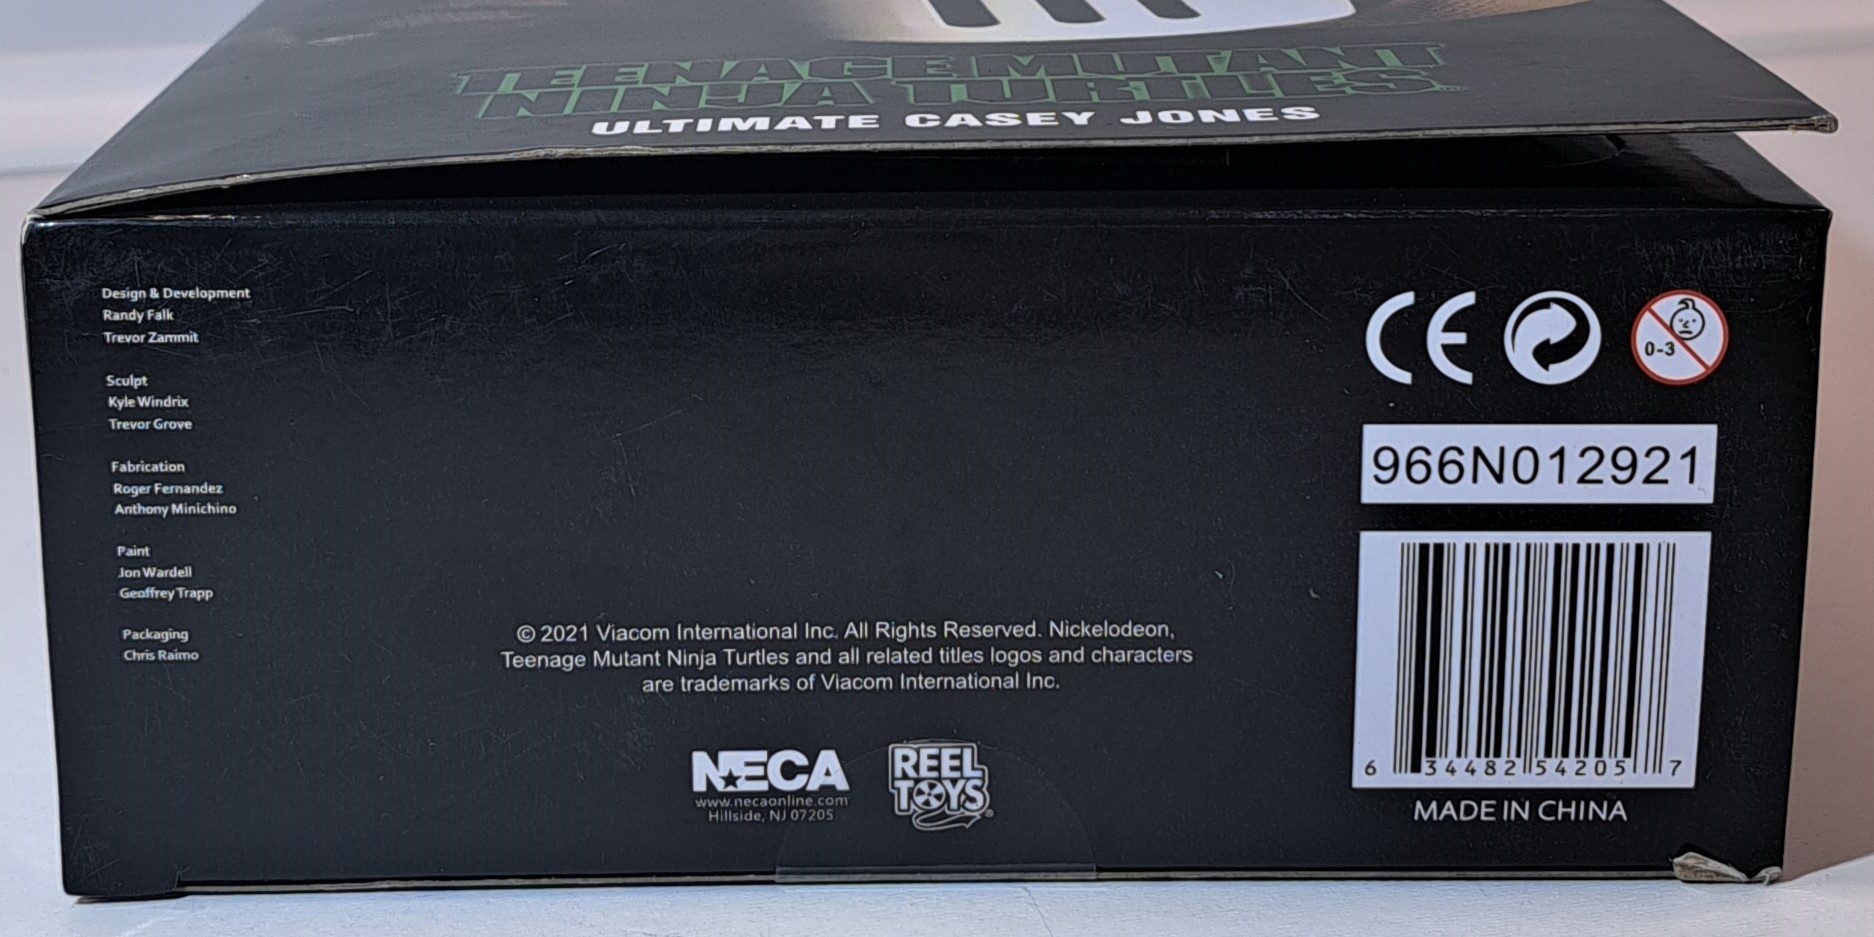 TEENAGE MUTANT
NINJA TURTLES
ULTIMATE CASEY JONES
Design & Development
Randy Falk
Trevor Zammit
Sculpt
Kyle Windrix
Trevor Grove
Fabrication
Roger Fernandez
Anthony Minichino
Paint
Jon Wardell
Geoffrey Trapp
Packaging
Chris Raimo
© 2021 Viacom International Inc. All Rights Reserved. Nickelodeon,
Teenage Mutant Ninja Turtles and all related titles logos and characters
are trademarks of Viacom International Inc.
NECA
www.necaonline.com
Hillside, NJ 07205
REEL
TOYS®
CE
0-3
966N012921
6 34482 54205 7
MADE IN CHINA